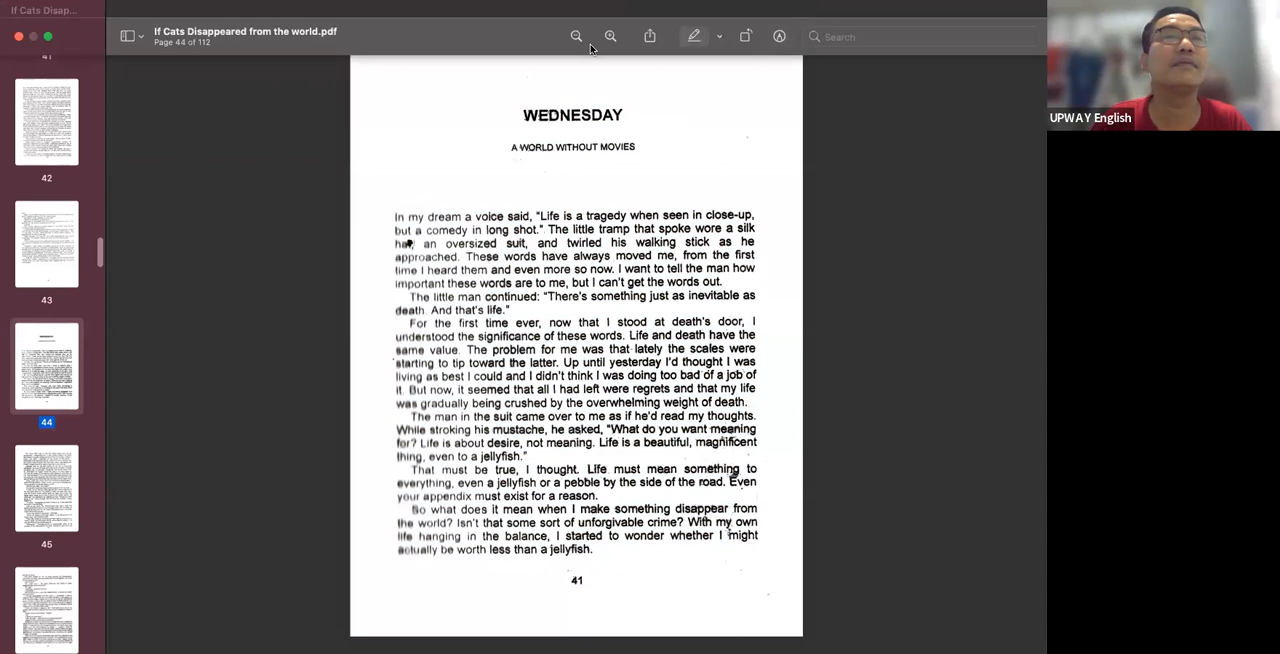 If Cats Disap...
If Cats Disappeared from the world.pdf
Page 44 of 112
Search
UPWAY English
41
42
43
44
45
WEDNESDAY
A WORLD WITHOUT MOVIES
In my dream a voice said, “Life is a tragedy when seen in close-up,
but a comedy in long shot.” The little tramp that spoke wore a silk
hat, an oversized suit, and twirled his walking stick as he
approached. These words have always moved me, from the first
time I heard them and even more so now. I want to tell the man how
important these words are to me, but I can't get the words out.
The little man continued: “There's something just as inevitable as
death. And that's life.”
For the first time ever, now that I stood at death's door, I
understood the significance of these words. Life and death have the
same value. The problem for me was that lately the scales were
starting to tip toward the latter. Up until yesterday I'd thought I was
living as best I could and I didn't think I was doing too bad of a job of
it. But now, it seemed that all I had left were regrets and that my life
was gradually being crushed by the overwhelming weight of death.
The man in the suit came over to me as if he'd read my thoughts.
While stroking his mustache, he asked, “What do you want meaning
for? Life is about desire, not meaning. Life is a beautiful, magnificent
thing, even to a jellyfish.”
That must be true, I thought. Life must mean something to
everything, even a jellyfish or a pebble by the side of the road. Even
your appendix must exist for a reason.
So what does it mean when I make something disappear from
the world? Isn't that some sort of unforgivable crime? With my own
life hanging in the balance, I started to wonder whether I might
actually be worth less than a jellyfish.
41